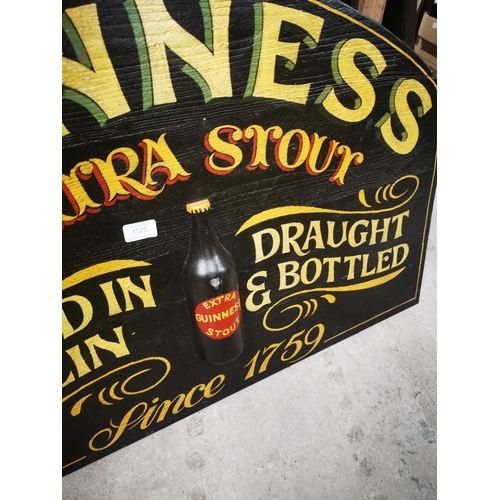 NNESS
TRA STOUT
1125
DRAUGHT
& BOTTLED
D IN
LIN
EXTRA
GUINNESS
STOUT
Since 1759